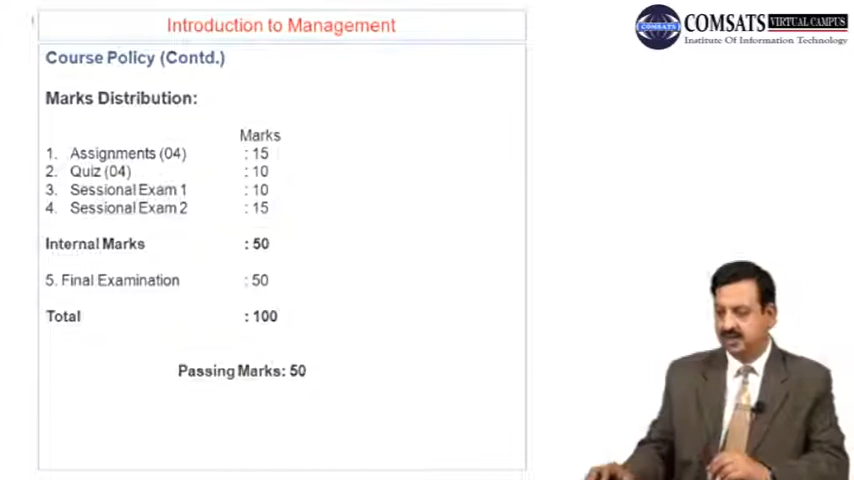 Introduction to Management
COMSATS VIRTUAL CAMPUS
COMSATS
Institute Of Information Technology
Course Policy (Contd.)
Marks Distribution:
Marks
1. Assignments (04) : 15
2. Quiz (04) : 10
3. Sessional Exam 1 : 10
4. Sessional Exam 2 : 15
Internal Marks : 50
5. Final Examination : 50
Total : 100
Passing Marks: 50